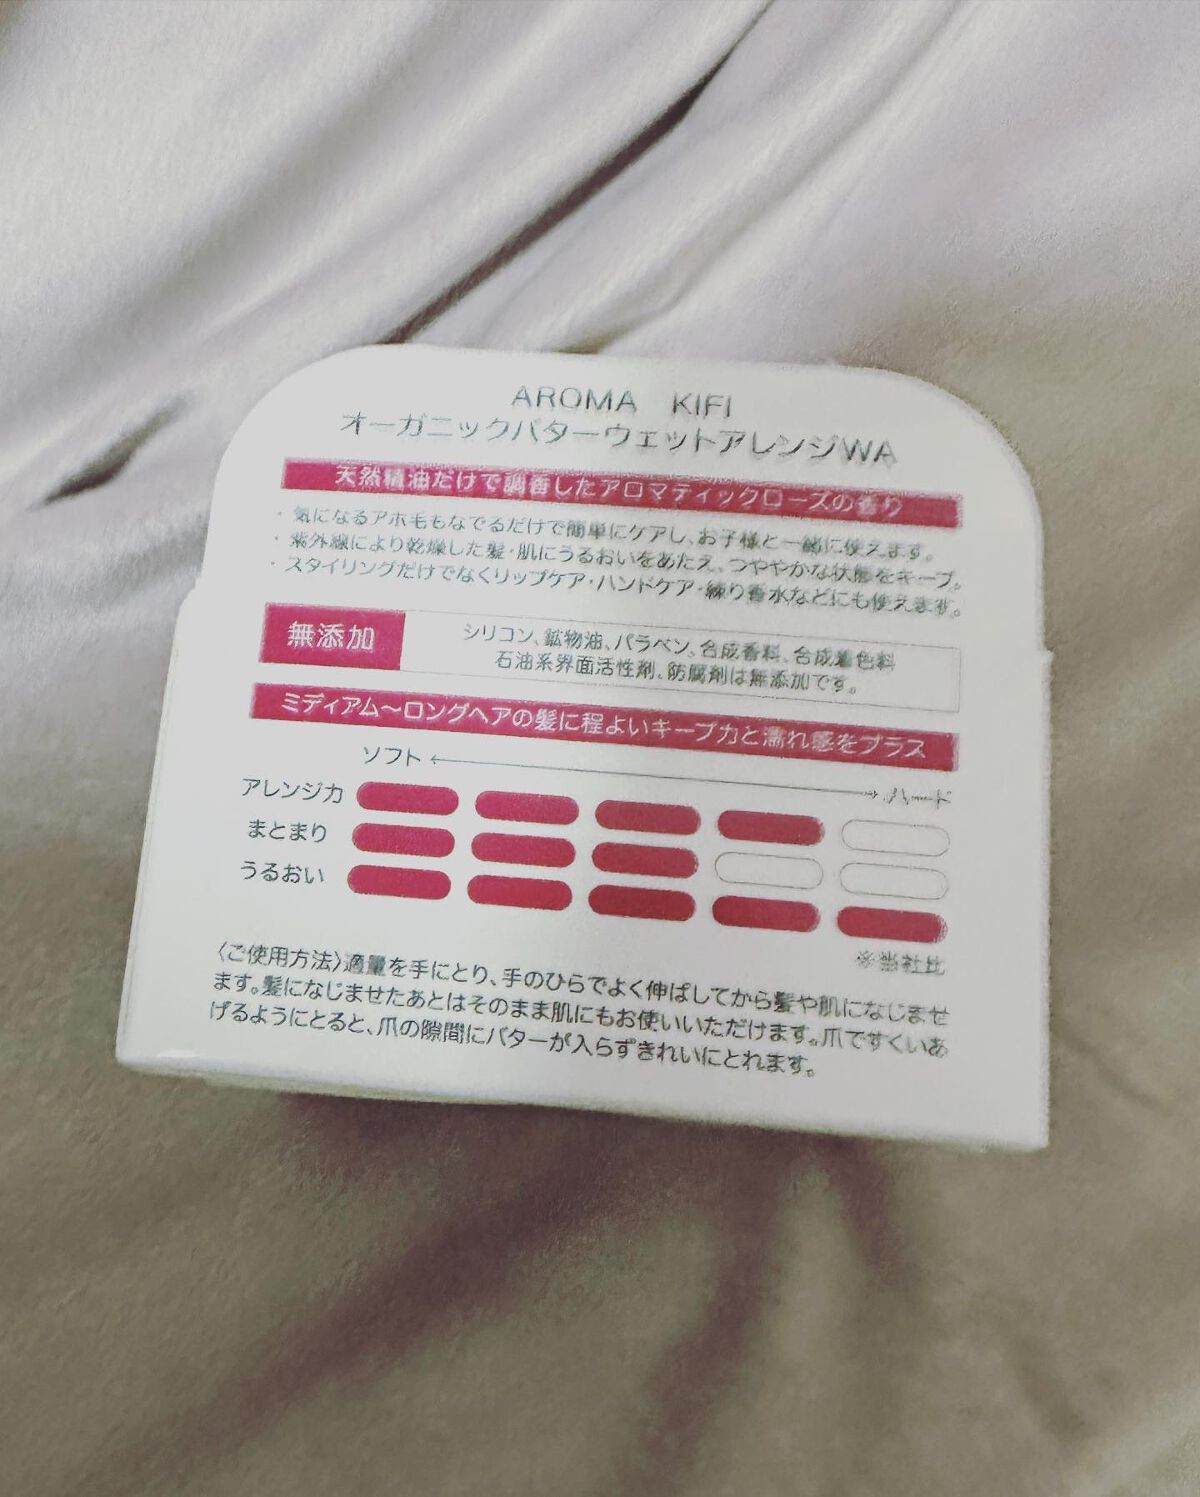 AROMA KIFI
オーガニックバターウェットアレンジWA
天然精油だけで調香したアロマティックローズの香り
・気になるアホ毛もなでるだけで簡単にケアし、お子様と一緒に使えます。
・紫外線により乾燥した髪・肌にうるおいをあたえ、つややかな状態をキープ。
・スタイリングだけでなくリップケア・ハンドケア・練り香水などにも使えます。
無添加
シリコン、鉱物油、パラベン、合成香料、合成着色料
石油系界面活性剤、防腐剤は無添加です。
ミディアム〜ロングヘアの髪に程よいキープ力と濡れ感をプラス
ソフト ←→ ハード
アレンジ力
まとまり
うるおい
※当社比
〈ご使用方法〉適量を手にとり、手のひらでよく伸ばしてから髪や肌になじませ
ます。髪になじませたあとはそのまま肌にもお使いいただけます。爪ですくいあ
げるようにとると、爪の隙間にバターが入らずきれいにとれます。